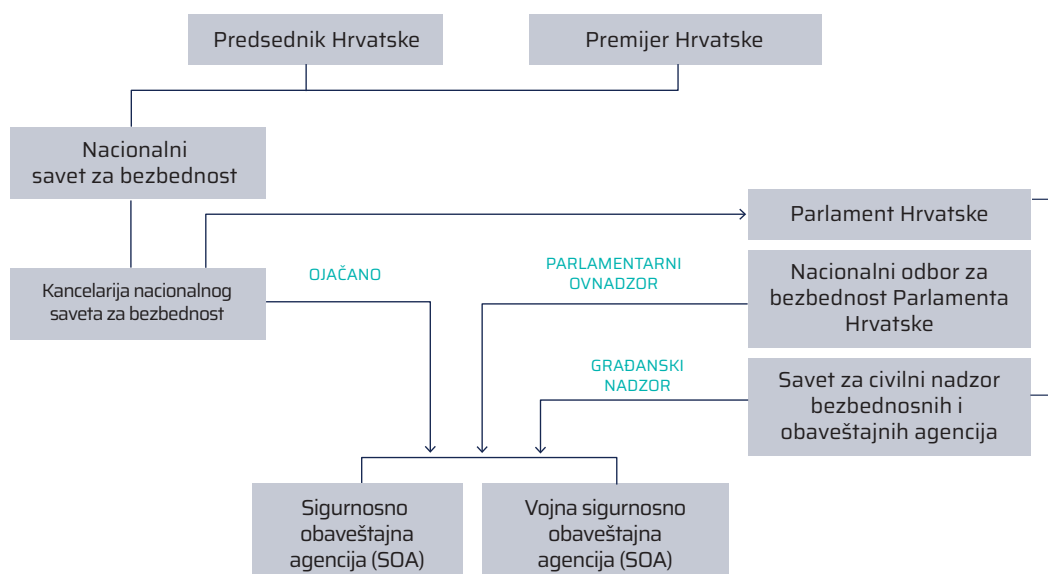 Predsednik Hrvatske
Premijer Hrvatske
Nacionalni
savet za bezbednost
Parlament Hrvatske
Kancelarija nacionalnog
saveta za bezbednost
OJAČANO
PARLAMENTARNI
OVNADZOR
Nacionalni odbor za
bezbednost Parlamenta
Hrvatske
GRAĐANSKI
NADZOR
Savet za civilni nadzor
bezbednosnih i
obaveštajnih agencija
Sigurnosno
obaveštajna
agencija (SOA)
Vojna sigurnosno
obaveštajna
agencija (SOA)